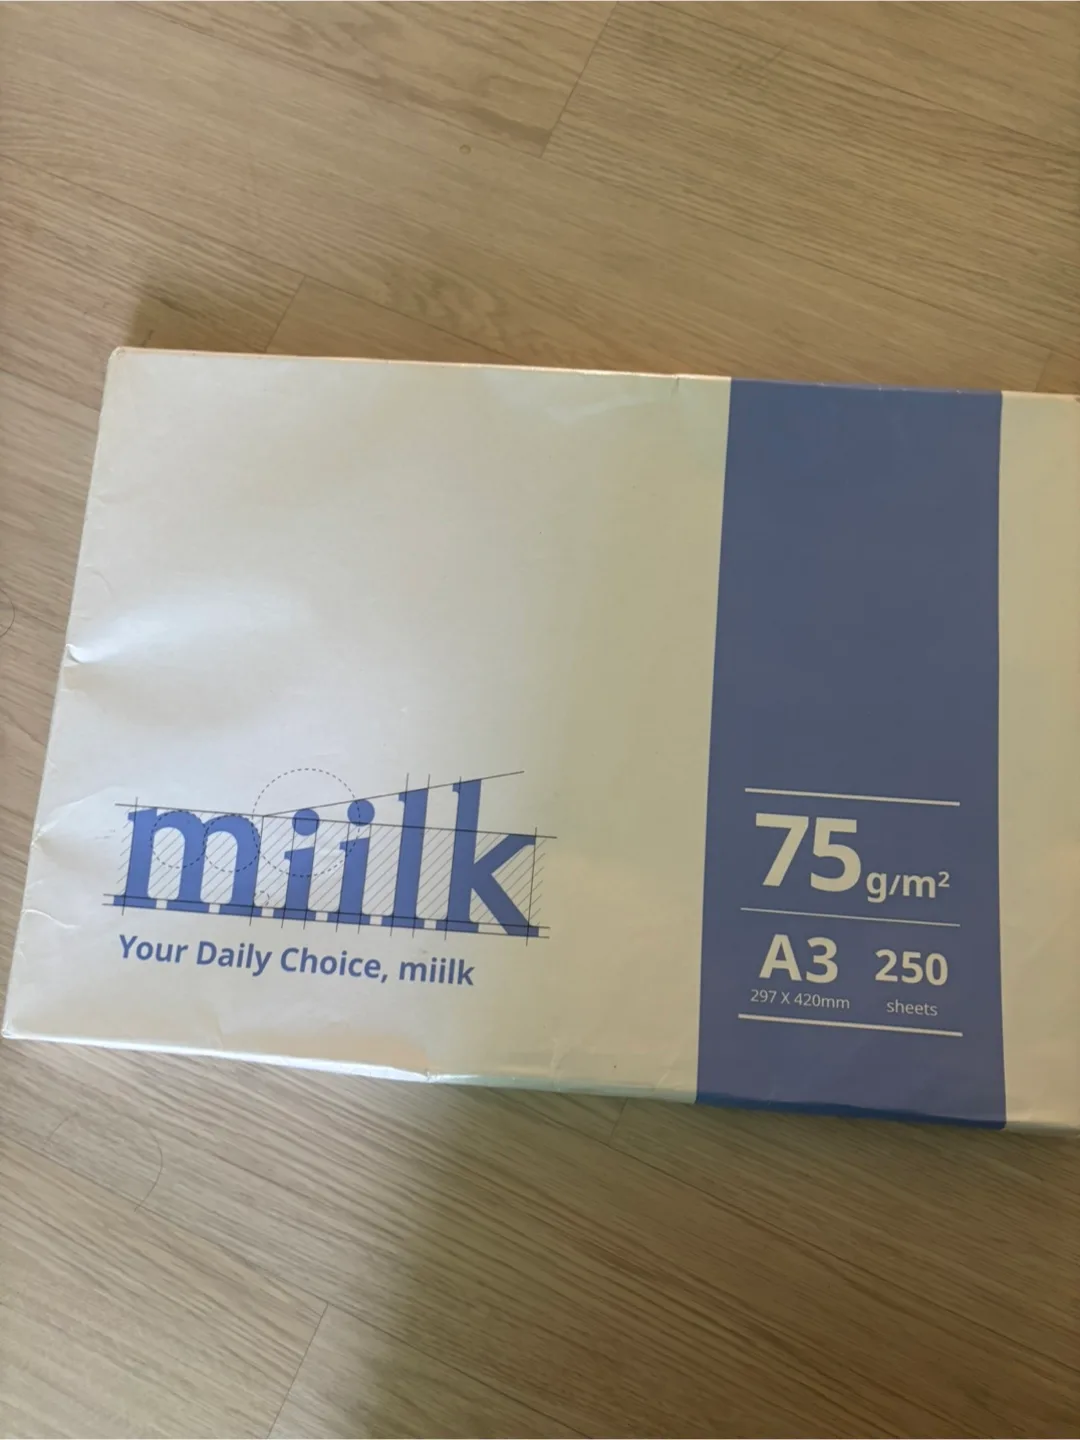 miilk
Your Daily Choice, miilk
75g/m²
A3 250
297 X 420mm sheets